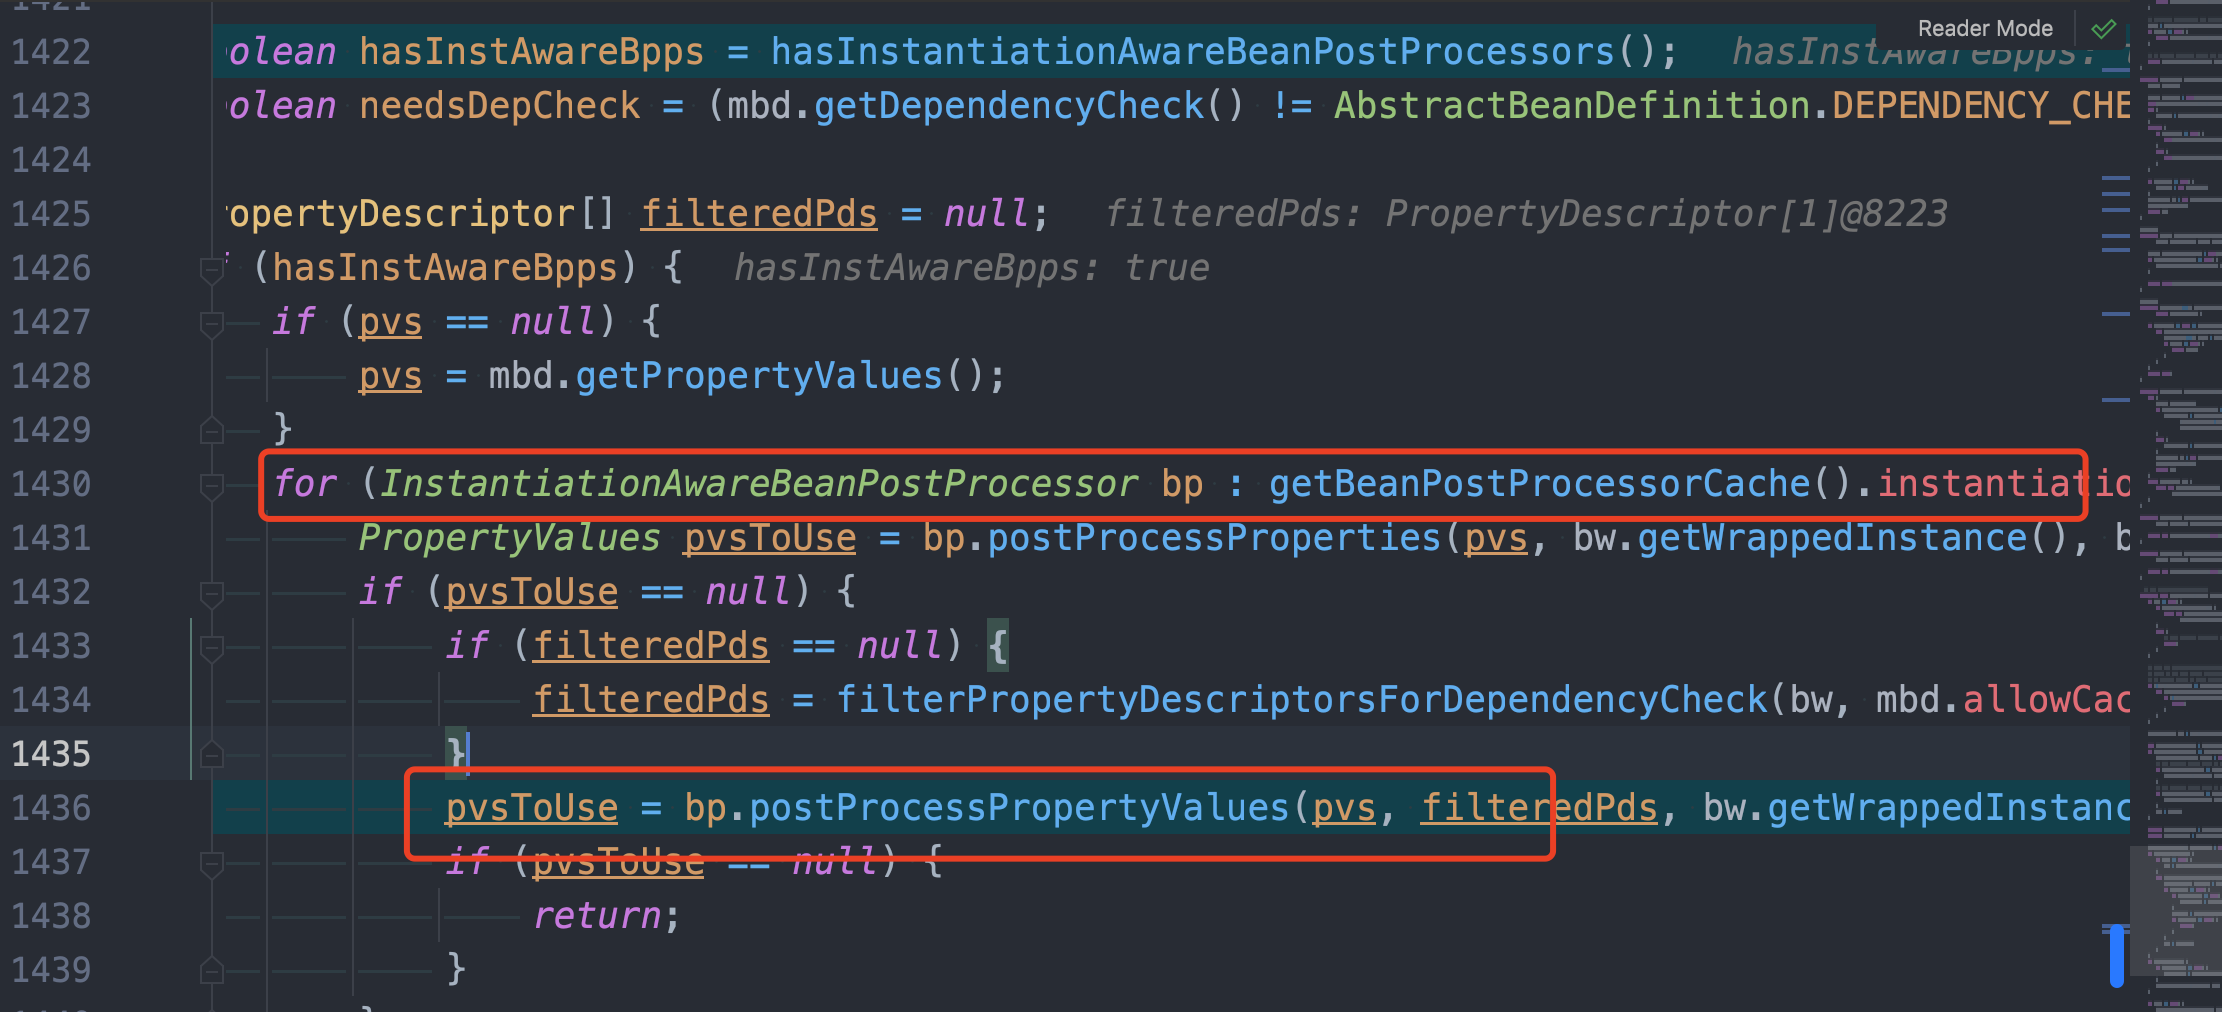 1421
1422 olean hasInstAwareBpps = hasInstantiationAwareBeanPostProcessors(); hasInstAwareBpps: Reader Mode
1423 olean needsDepCheck = (mbd.getDependencyCheck() != AbstractBeanDefinition.DEPENDENCY_CHE
1424
1425 ropertyDescriptor[] filteredPds = null; filteredPds: PropertyDescriptor[1]@8223
1426 (hasInstAwareBpps) { hasInstAwareBpps: true
1427 if (pvs == null) {
1428 pvs = mbd.getPropertyValues();
1429 }
1430 for (InstantiationAwareBeanPostProcessor bp : getBeanPostProcessorCache().instantiatio
1431 PropertyValues pvsToUse = bp.postProcessProperties(pvs, bw.getWrappedInstance(), b
1432 if (pvsToUse == null) {
1433 if (filteredPds == null) {
1434 filteredPds = filterPropertyDescriptorsForDependencyCheck(bw, mbd.allowCac
1435 }
1436 pvsToUse = bp.postProcessPropertyValues(pvs, filteredPds, bw.getWrappedInstanc
1437 if (pvsToUse == null) {
1438 return;
1439 }